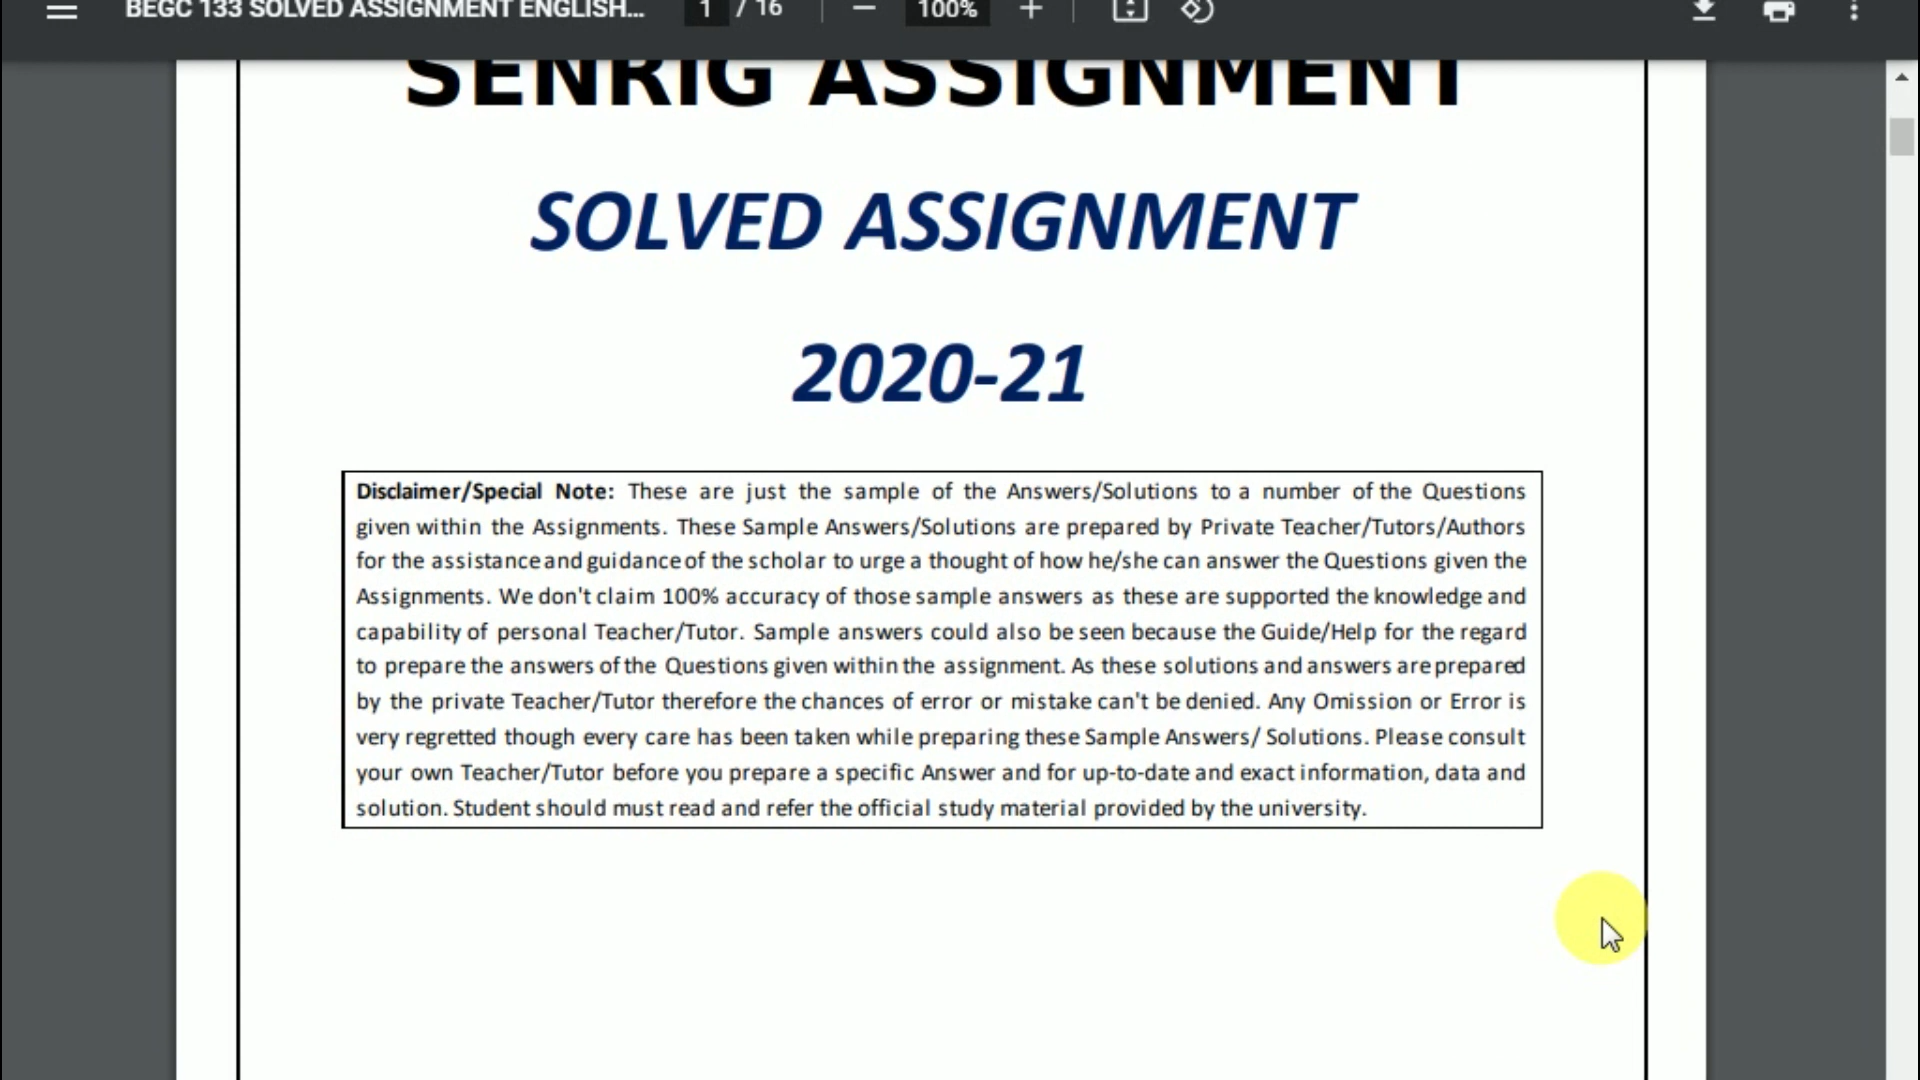 BEGC 133 SOLVED ASSIGNMENT ENGLISH... 1 / 16 100%
SENRIG ASSIGNMENT
SOLVED ASSIGNMENT
2020-21
Disclaimer/Special Note: These are just the sample of the Answers/Solutions to a number of the Questions
given within the Assignments. These Sample Answers/Solutions are prepared by Private Teacher/Tutors/Authors
for the assistance and guidance of the scholar to urge a thought of how he/she can answer the Questions given the
Assignments. We don't claim 100% accuracy of those sample answers as these are supported the knowledge and
capability of personal Teacher/Tutor. Sample answers could also be seen because the Guide/Help for the regard
to prepare the answers of the Questions given within the assignment. As these solutions and answers are prepared
by the private Teacher/Tutor therefore the chances of error or mistake can't be denied. Any Omission or Error is
very regretted though every care has been taken while preparing these Sample Answers/ Solutions. Please consult
your own Teacher/Tutor before you prepare a specific Answer and for up-to-date and exact information, data and
solution. Student should must read and refer the official study material provided by the university.